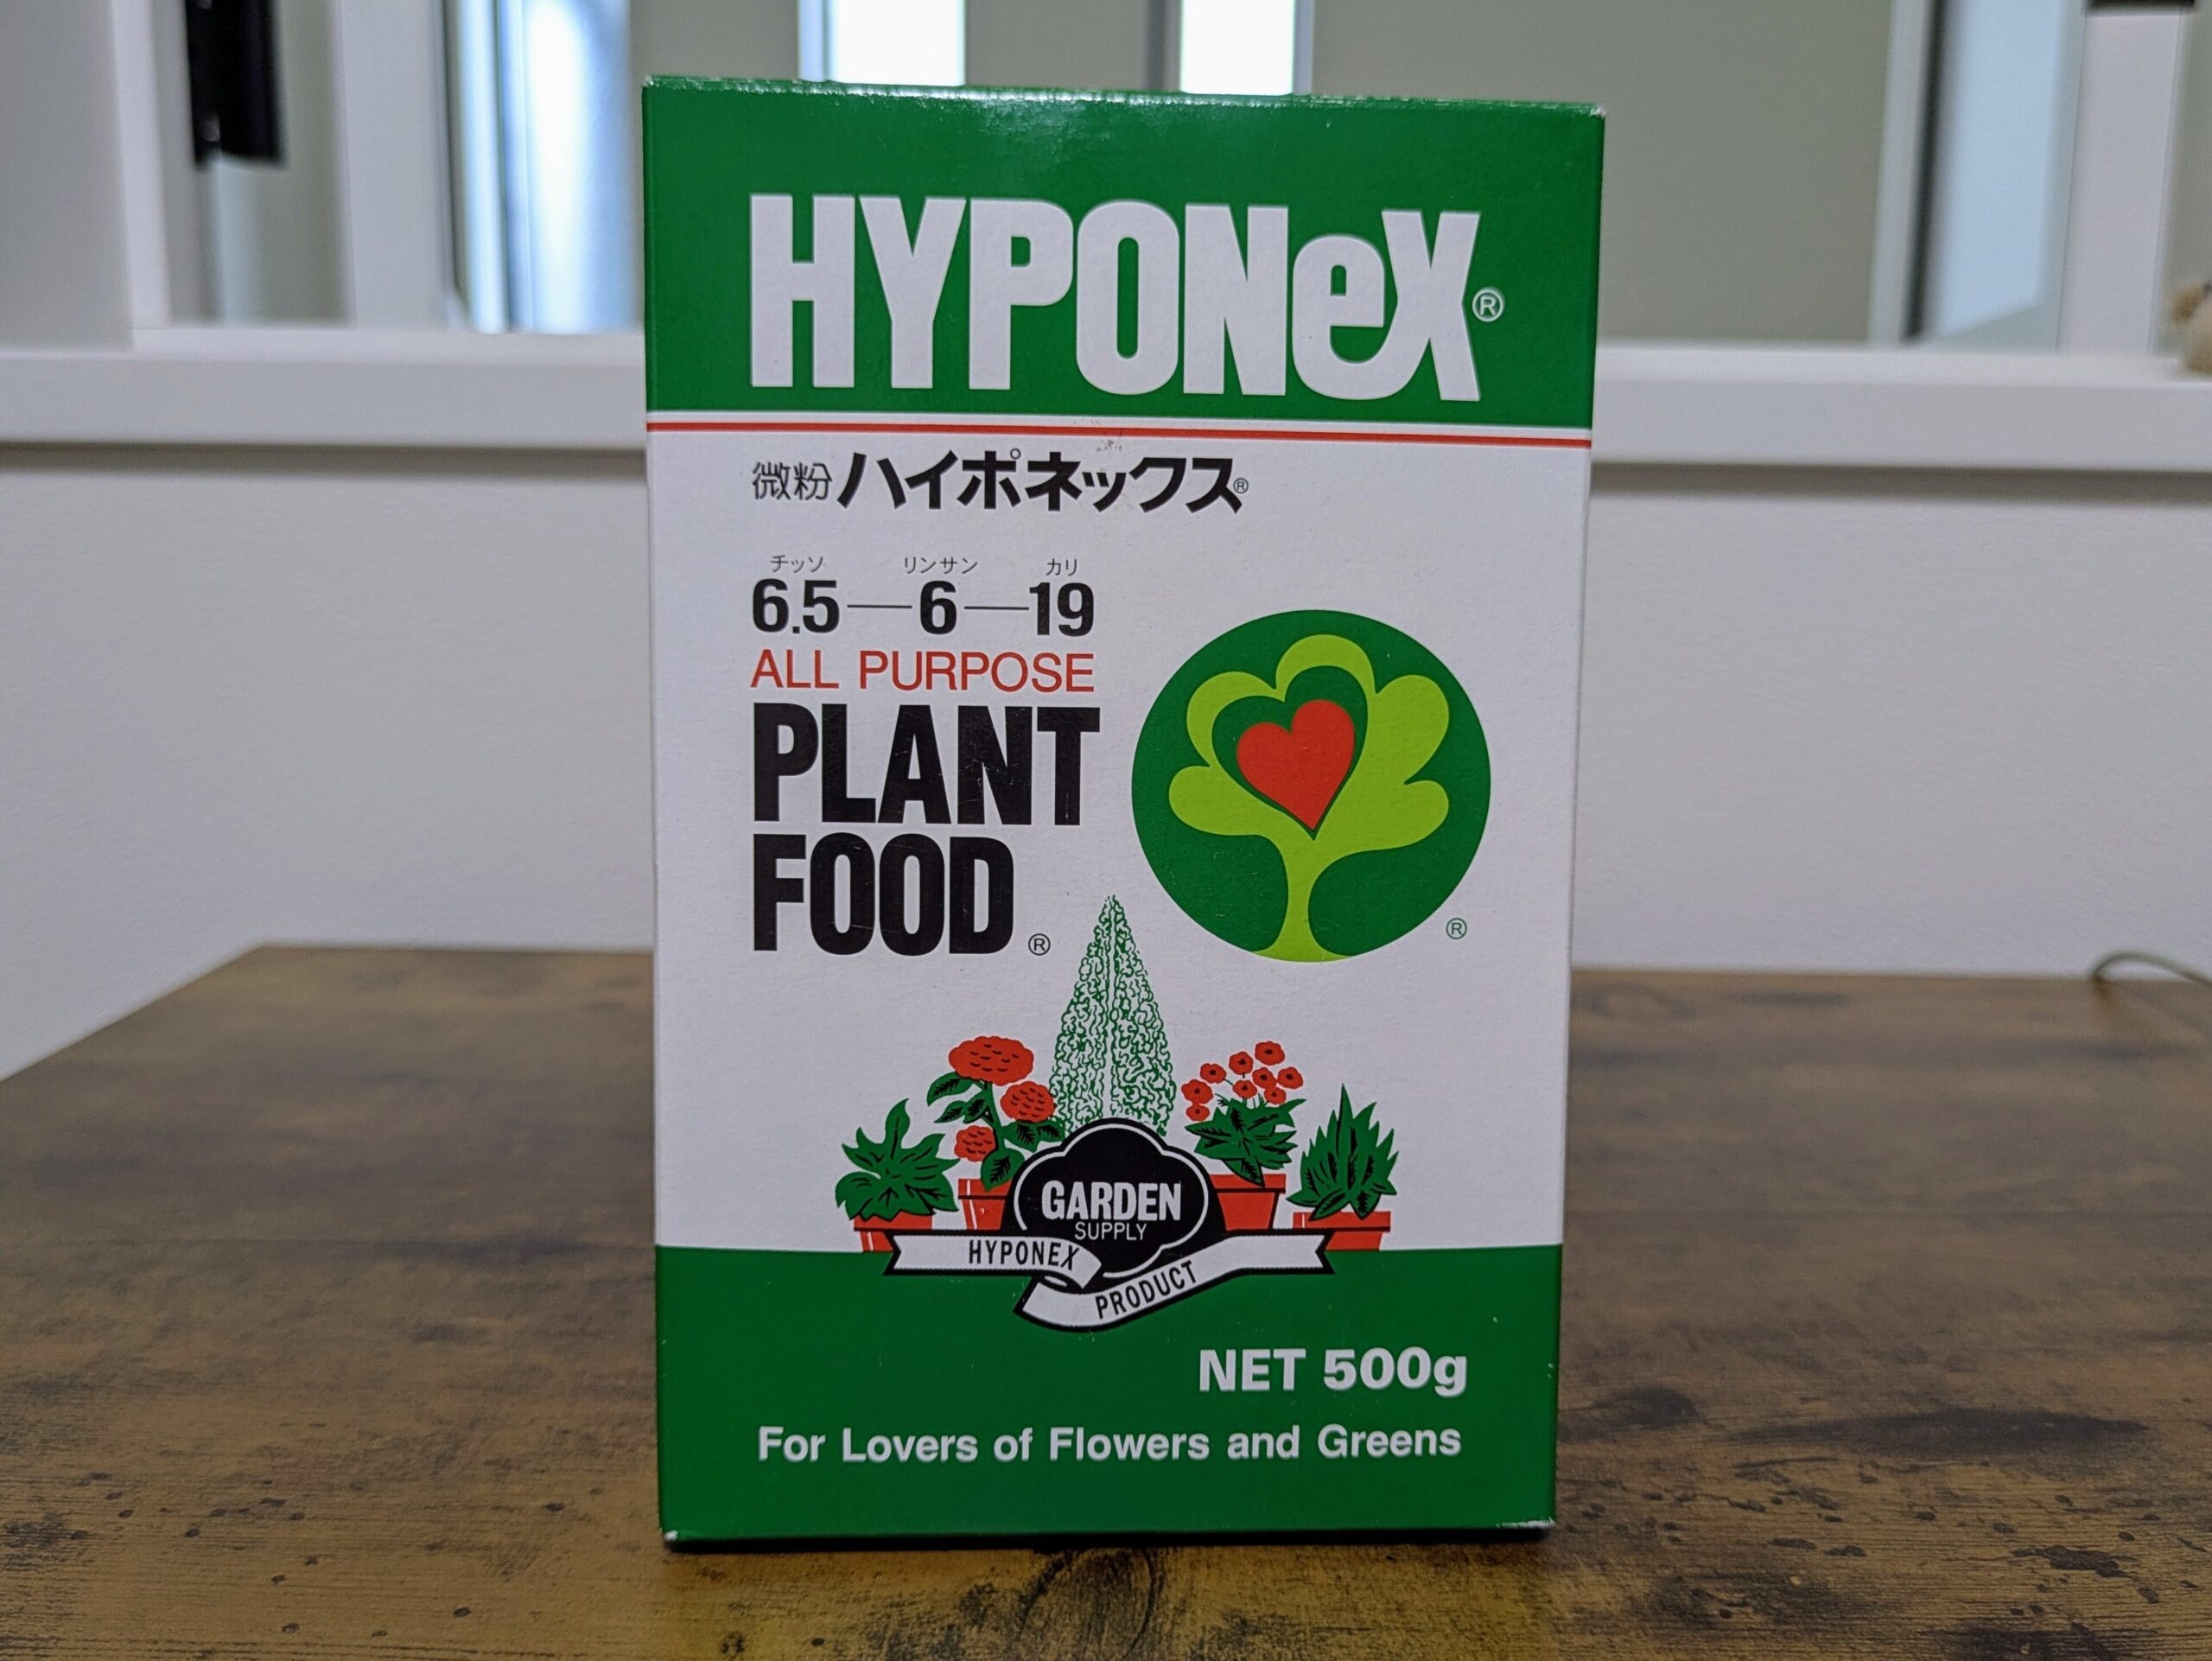 HYPONeX®
微粉ハイポネックス®
チッソ リンサン カリ
6.5—6—19
ALL PURPOSE
PLANT
FOOD®
®
GARDEN
SUPPLY
HYPONEX
PRODUCT
NET 500g
For Lovers of Flowers and Greens